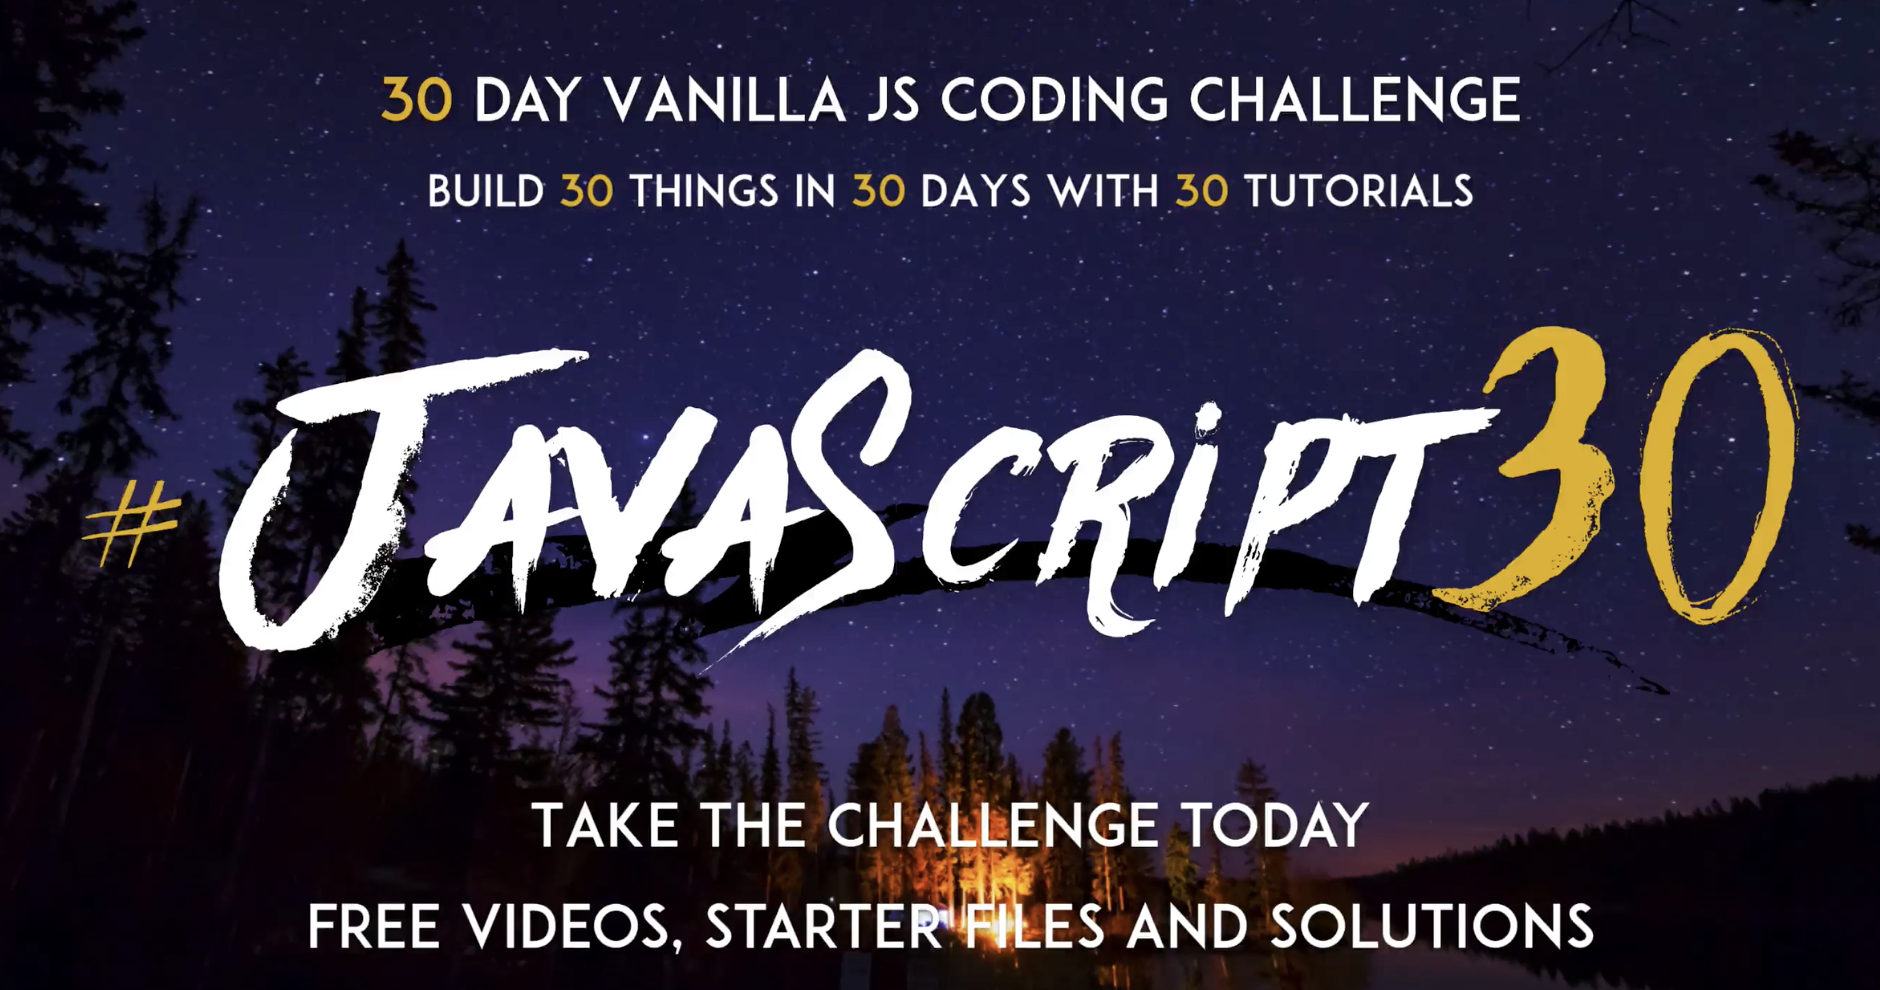 30 DAY VANILLA JS CODING CHALLENGE
BUILD 30 THINGS IN 30 DAYS WITH 30 TUTORIALS
#JAVASCRIPT30
TAKE THE CHALLENGE TODAY
FREE VIDEOS, STARTER FILES AND SOLUTIONS